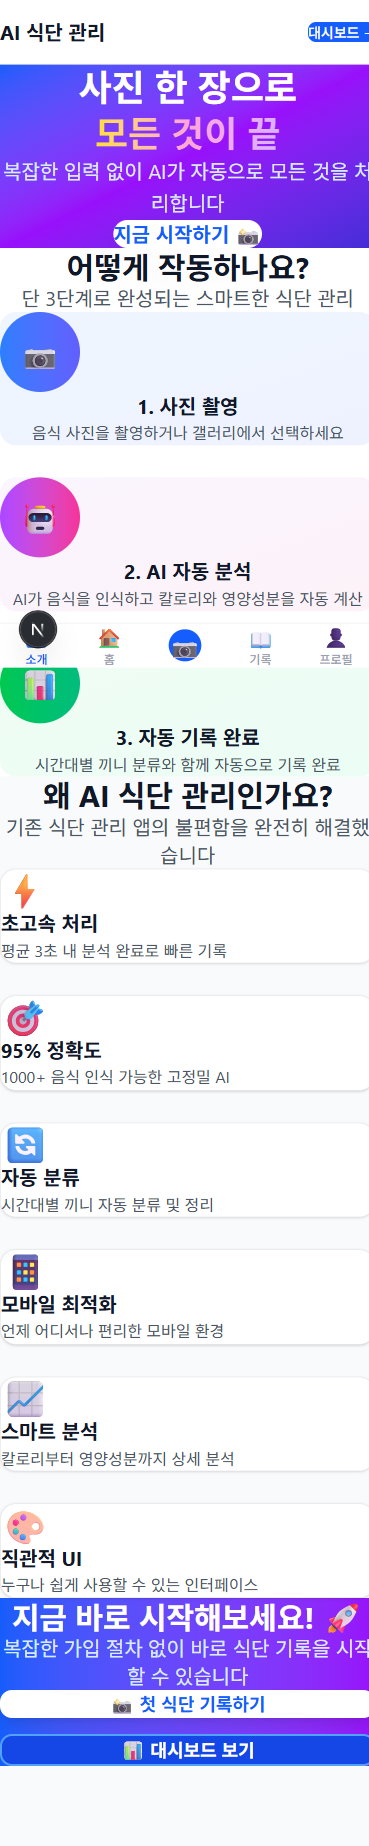 AI 식단 관리
대시보드
사진 한 장으로
모든 것이 끝
복잡한 입력 없이 AI가 자동으로 모든 것을 처
리합니다
지금 시작하기 📸
어떻게 작동하나요?
단 3단계로 완성되는 스마트한 식단 관리
1. 사진 촬영
음식 사진을 촬영하거나 갤러리에서 선택하세요
2. AI 자동 분석
AI가 음식을 인식하고 칼로리와 영양성분을 자동 계산
N
소개
홈
기록
프로필
3. 자동 기록 완료
시간대별 끼니 분류와 함께 자동으로 기록 완료
왜 AI 식단 관리인가요?
기존 식단 관리 앱의 불편함을 완전히 해결했
습니다
초고속 처리
평균 3초 내 분석 완료로 빠른 기록
95% 정확도
1000+ 음식 인식 가능한 고정밀 AI
자동 분류
시간대별 끼니 자동 분류 및 정리
모바일 최적화
언제 어디서나 편리한 모바일 환경
스마트 분석
칼로리부터 영양성분까지 상세 분석
직관적 UI
누구나 쉽게 사용할 수 있는 인터페이스
지금 바로 시작해보세요! 🚀
복잡한 가입 절차 없이 바로 식단 기록을 시작
할 수 있습니다
📸 첫 식단 기록하기
📊 대시보드 보기